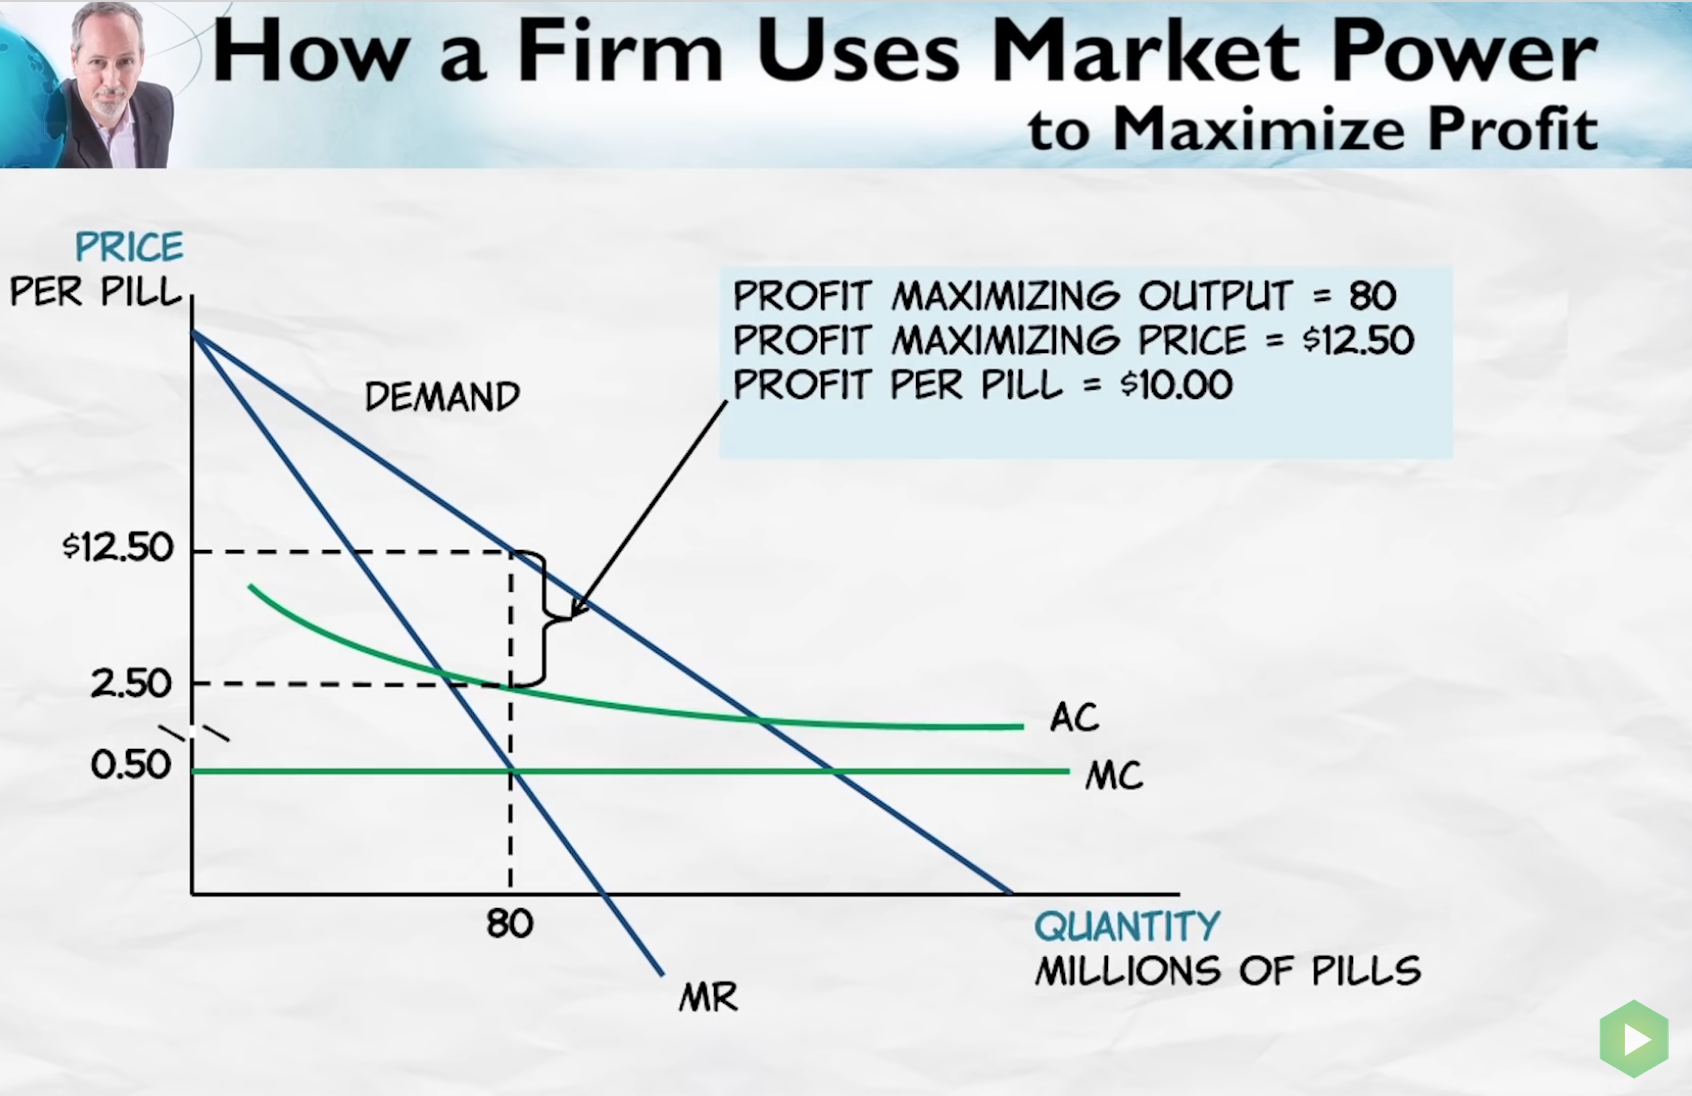 How a Firm Uses Market Power
to Maximize Profit
PRICE
PER PILL
PROFIT MAXIMIZING OUTPUT = 80
PROFIT MAXIMIZING PRICE = $12.50
PROFIT PER PILL = $10.00
DEMAND
$12.50
2.50
0.50
AC
MC
80
QUANTITY
MILLIONS OF PILLS
MR